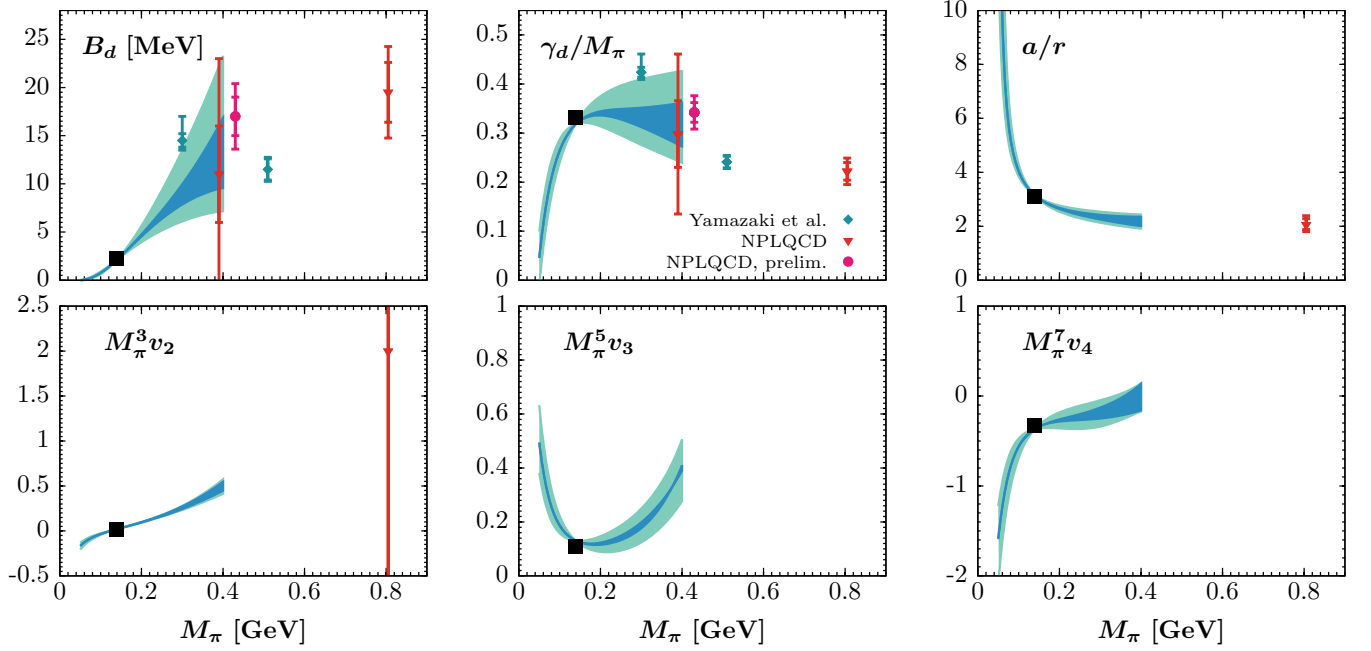 B_d [MeV]
25
20
15
10
5
0
γ_d/M_π
0.5
0.4
0.3
0.2
0.1
0
Yamazaki et al.
NPLQCD
NPLQCD, prelim.
a/r
10
8
6
4
2
0
M_π^3 v_2
2.5
2
1.5
1
0.5
0
-0.5
0 0.2 0.4 0.6 0.8
M_π [GeV]
M_π^5 v_3
1
0.8
0.6
0.4
0.2
0
0 0.2 0.4 0.6 0.8
M_π [GeV]
M_π^7 v_4
1
0
-1
-2
0 0.2 0.4 0.6 0.8
M_π [GeV]